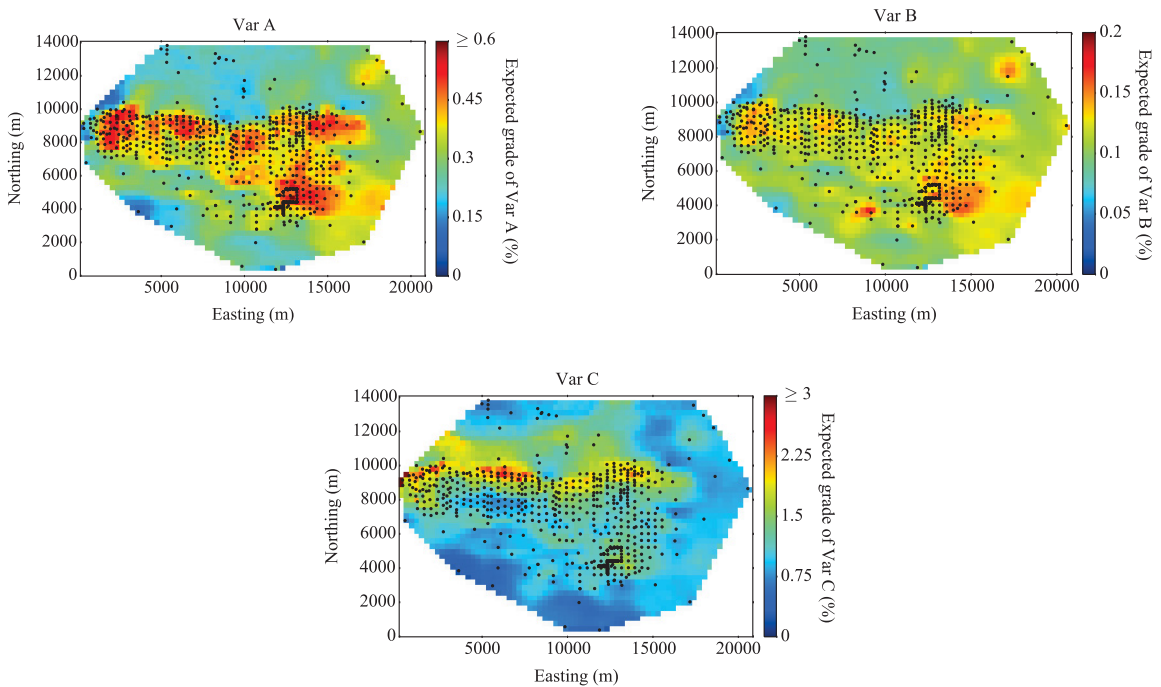 Var A
14000
12000
10000
8000
6000
4000
2000
0
Northing (m)
5000 10000 15000 20000
Easting (m)
≥ 0.6
0.45
0.3
0.15
0
Expected grade of Var A (%)
Var B
14000
12000
10000
8000
6000
4000
2000
0
Northing (m)
5000 10000 15000 20000
Easting (m)
0.2
0.15
0.1
0.05
0
Expected grade of Var B (%)
Var C
14000
12000
10000
8000
6000
4000
2000
0
Northing (m)
5000 10000 15000 20000
Easting (m)
≥ 3
2.25
1.5
0.75
0
Expected grade of Var C (%)